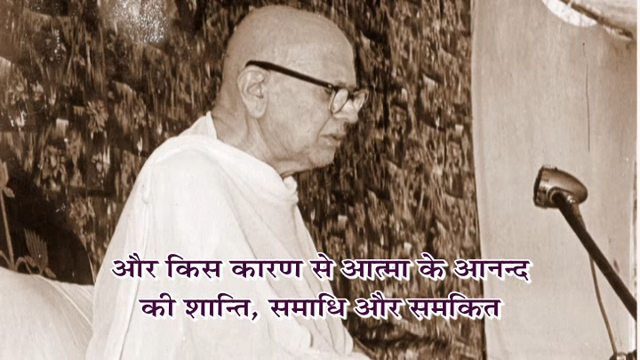 और किस कारण से आत्मा के आनन्द
की शान्ति, समाधि और समकित